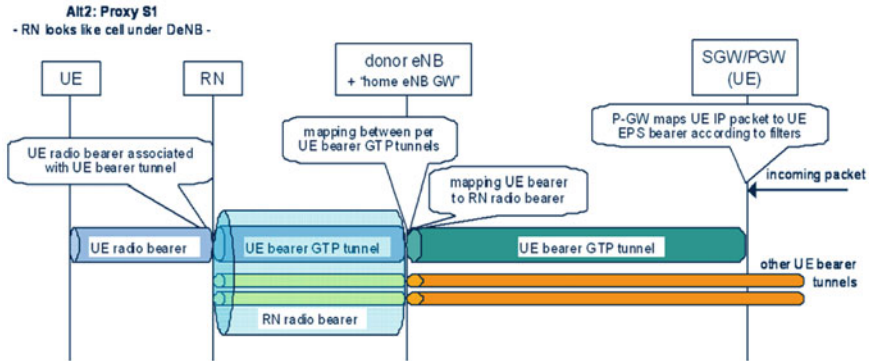 Alt2: Proxy S1
- RN looks like cell under DeNB -
UE
RN
donor eNB
+ “home eNB GW”
SGW/PGW
(UE)
UE radio bearer associated
with UE bearer tunnel
mapping between per
UE bearer GTP tunnels
mapping UE bearer
to RN radio bearer
P-GW maps UE IP packet to UE
EPS bearer according to filters
incoming packet
UE radio bearer
UE bearer GTP tunnel
UE bearer GTP tunnel
other UE bearer
tunnels
RN radio bearer